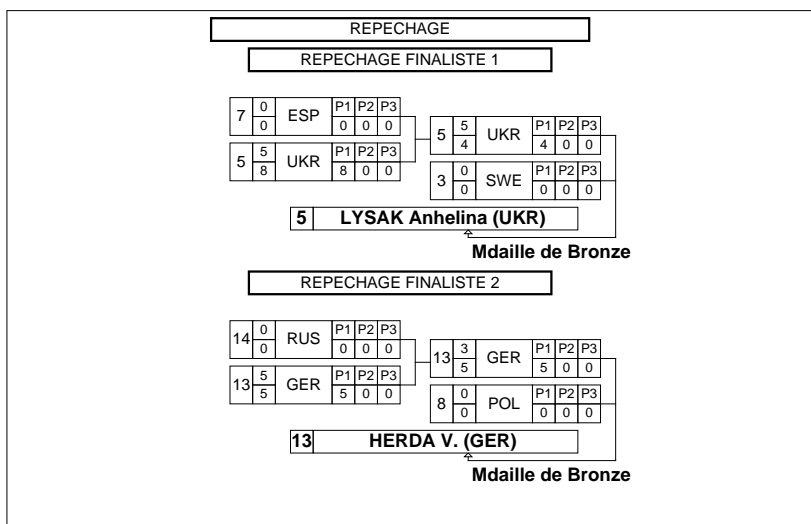 REPECHAGE
REPECHAGE FINALISTE 1
7 0 0 ESP P1 P2 P3 0 0 0
5 5 8 UKR P1 P2 P3 8 0 0
5 5 4 UKR P1 P2 P3 4 0 0
3 0 0 SWE P1 P2 P3 0 0 0
5 LYSAK Anhelina (UKR)
Mdaille de Bronze
REPECHAGE FINALISTE 2
14 0 0 RUS P1 P2 P3 0 0 0
13 5 5 GER P1 P2 P3 5 0 0
13 3 5 GER P1 P2 P3 5 0 0
8 0 0 POL P1 P2 P3 0 0 0
13 HERDA V. (GER)
Mdaille de Bronze